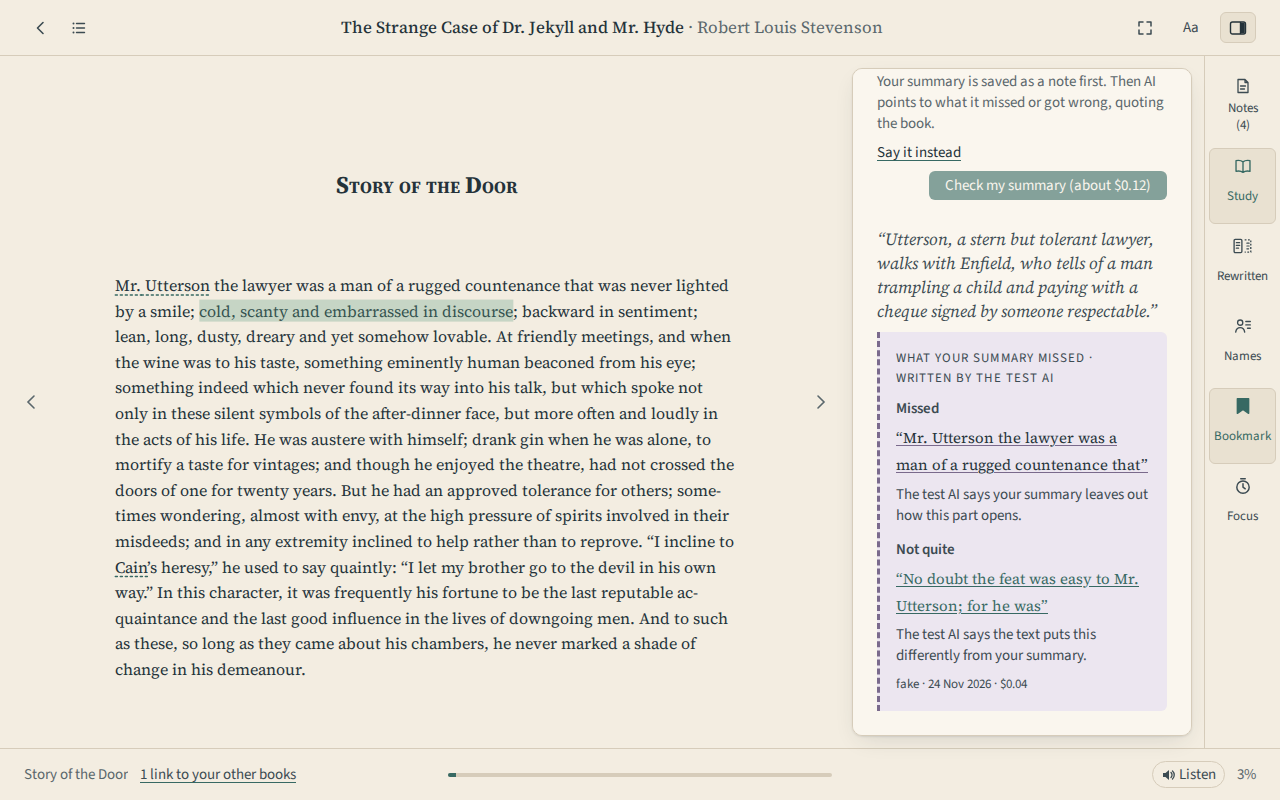 The Strange Case of Dr. Jekyll and Mr. Hyde · Robert Louis Stevenson
Aa
Story of the Door
Mr. Utterson the lawyer was a man of a rugged countenance that was never lighted
by a smile; cold, scanty and embarrassed in discourse; backward in sentiment;
lean, long, dusty, dreary and yet somehow lovable. At friendly meetings, and when
the wine was to his taste, something eminently human beaconed from his eye;
something indeed which never found its way into his talk, but which spoke not
only in these silent symbols of the after-dinner face, but more often and loudly in
the acts of his life. He was austere with himself; drank gin when he was alone, to
mortify a taste for vintages; and though he enjoyed the theatre, had not crossed the
doors of one for twenty years. But he had an approved tolerance for others; some-
times wondering, almost with envy, at the high pressure of spirits involved in their
misdeeds; and in any extremity inclined to help rather than to reprove. “I incline to
Cain’s heresy,” he used to say quaintly: “I let my brother go to the devil in his own
way.” In this character, it was frequently his fortune to be the last reputable ac-
quaintance and the last good influence in the lives of downgoing men. And to such
as these, so long as they came about his chambers, he never marked a shade of
change in his demeanour.
Your summary is saved as a note first. Then AI
points to what it missed or got wrong, quoting
the book.
Say it instead
Check my summary (about $0.12)
“Utterson, a stern but tolerant lawyer,
walks with Enfield, who tells of a man
trampling a child and paying with a
cheque signed by someone respectable.”
WHAT YOUR SUMMARY MISSED ·
WRITTEN BY THE TEST AI
Missed
“Mr. Utterson the lawyer was a
man of a rugged countenance that”
The test AI says your summary leaves out
how this part opens.
Not quite
“No doubt the feat was easy to Mr.
Utterson; for he was”
The test AI says the text puts this
differently from your summary.
fake · 24 Nov 2026 · $0.04
Notes
(4)
Study
Rewritten
Names
Bookmark
Focus
Story of the Door
1 link to your other books
Listen
3%